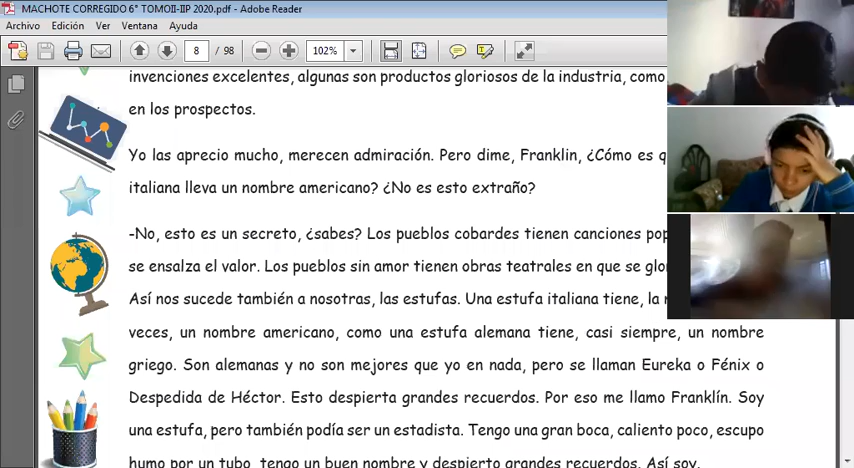 MACHOTE CORREGIDO 6° TOMOII-IIP 2020.pdf - Adobe Reader
Archivo Edición Ver Ventana Ayuda
8 / 98 102%
invenciones excelentes, algunas son productos gloriosos de la industria, como
en los prospectos.
Yo las aprecio mucho, merecen admiración. Pero dime, Franklin, ¿Cómo es q
italiana lleva un nombre americano? ¿No es esto extraño?
-No, esto es un secreto, ¿sabes? Los pueblos cobardes tienen canciones pop
se ensalza el valor. Los pueblos sin amor tienen obras teatrales en que se glo
Así nos sucede también a nosotras, las estufas. Una estufa italiana tiene, la
veces, un nombre americano, como una estufa alemana tiene, casi siempre, un nombre
griego. Son alemanas y no son mejores que yo en nada, pero se llaman Eureka o Fénix o
Despedida de Héctor. Esto despierta grandes recuerdos. Por eso me llamo Franklín. Soy
una estufa, pero también podía ser un estadista. Tengo una gran boca, caliento poco, escupo
humo por un tubo, tengo un buen nombre y despierto grandes recuerdos. Así soy.